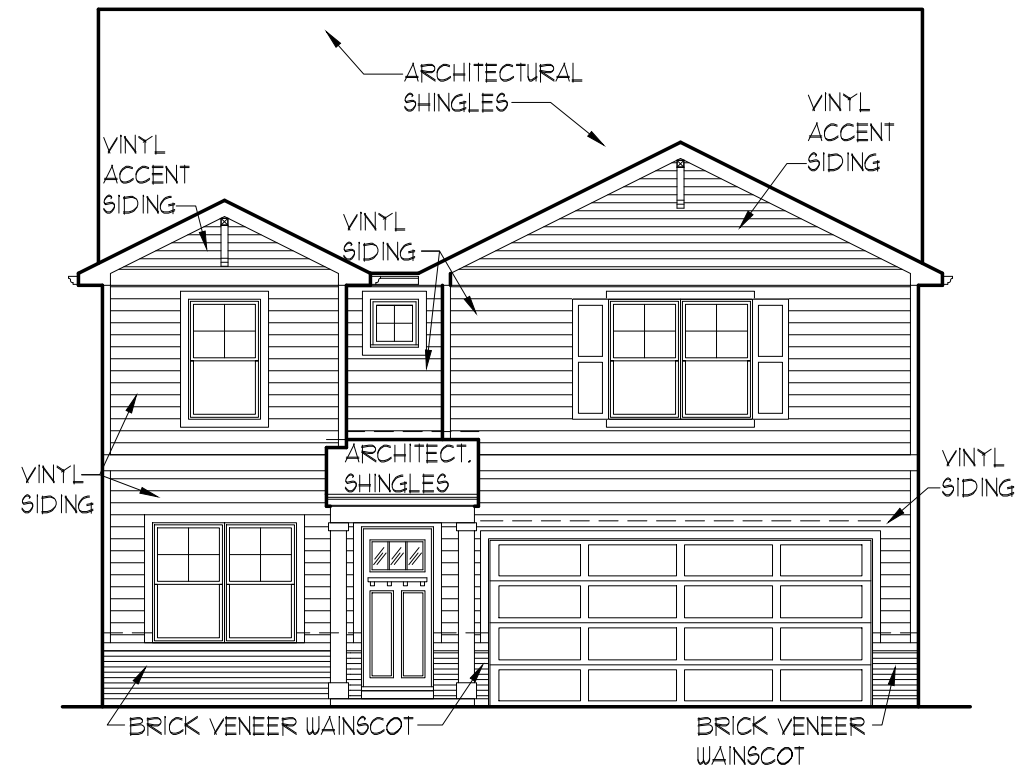 ARCHITECTURAL
SHINGLES
VINYL
ACCENT
SIDING
VINYL
ACCENT
SIDING
VINYL
SIDING
ARCHITECT.
SHINGLES
VINYL
SIDING
VINYL
SIDING
BRICK VENEER WAINSCOT
BRICK VENEER
WAINSCOT